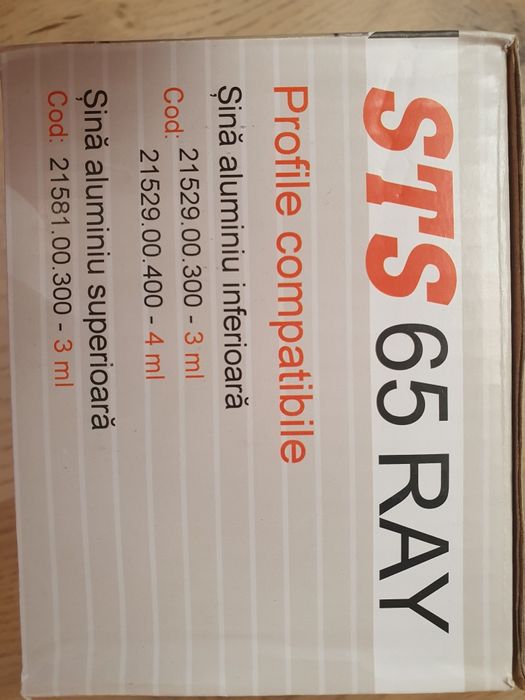 STS 65 RAY
Profile compatibile
Șină aluminiu inferioară
Cod: 21529.00.300 - 3 ml
21529.00.400 - 4 ml
Șină aluminiu superioară
Cod: 21581.00.300 - 3 ml